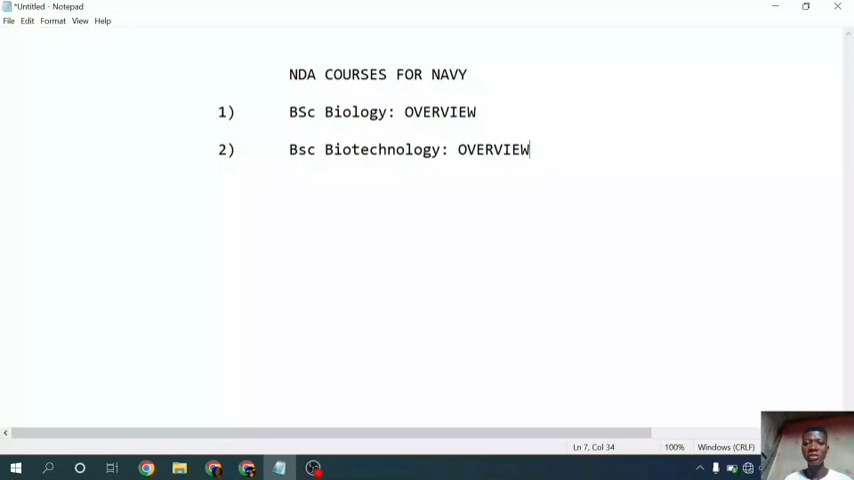 *Untitled - Notepad
File Edit Format View Help
NDA COURSES FOR NAVY
1) BSc Biology: OVERVIEW
2) Bsc Biotechnology: OVERVIEW
Ln 7, Col 34 100% Windows (CRLF)